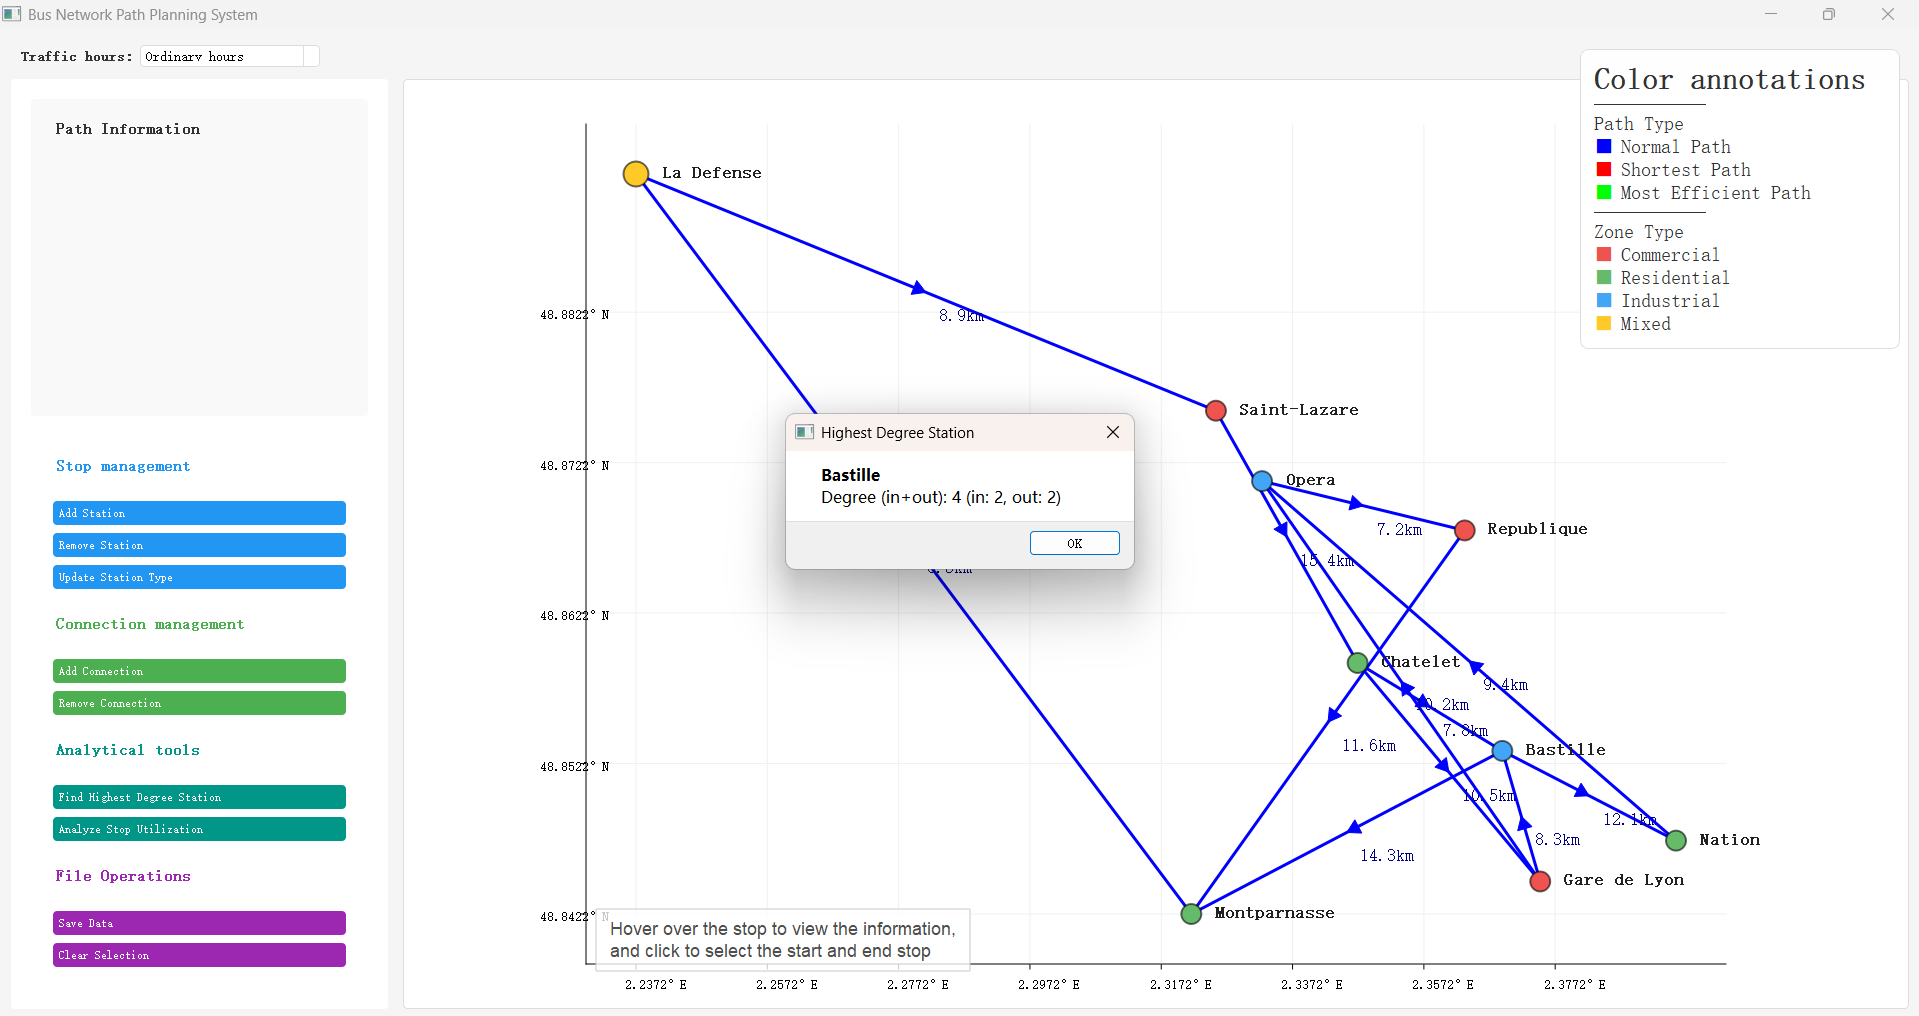 Bus Network Path Planning System
Traffic hours: Ordinary hours
Path Information
Stop management
Add Station
Remove Station
Update Station Type
Connection management
Add Connection
Remove Connection
Analytical tools
Find Highest Degree Station
Analyze Stop Utilization
File Operations
Save Data
Clear Selection
Color annotations
Path Type
Normal Path
Shortest Path
Most Efficient Path
Zone Type
Commercial
Residential
Industrial
Mixed
La Defense
8.9km
48.8822° N
Saint-Lazare
Highest Degree Station
Bastille
Degree (in+out): 4 (in: 2, out: 2)
OK
48.8722° N
Opera
7.2km
Republique
15.4km
48.8622° N
Chatelet
9.4km
11.6km
Bastille
48.8522° N
10.5km
12.1km
8.3km
Nation
14.3km
Gare de Lyon
Montparnasse
48.8422° N
Hover over the stop to view the information,
and click to select the start and end stop
2.2372° E
2.2572° E
2.2772° E
2.2972° E
2.3172° E
2.3372° E
2.3572° E
2.3772° E